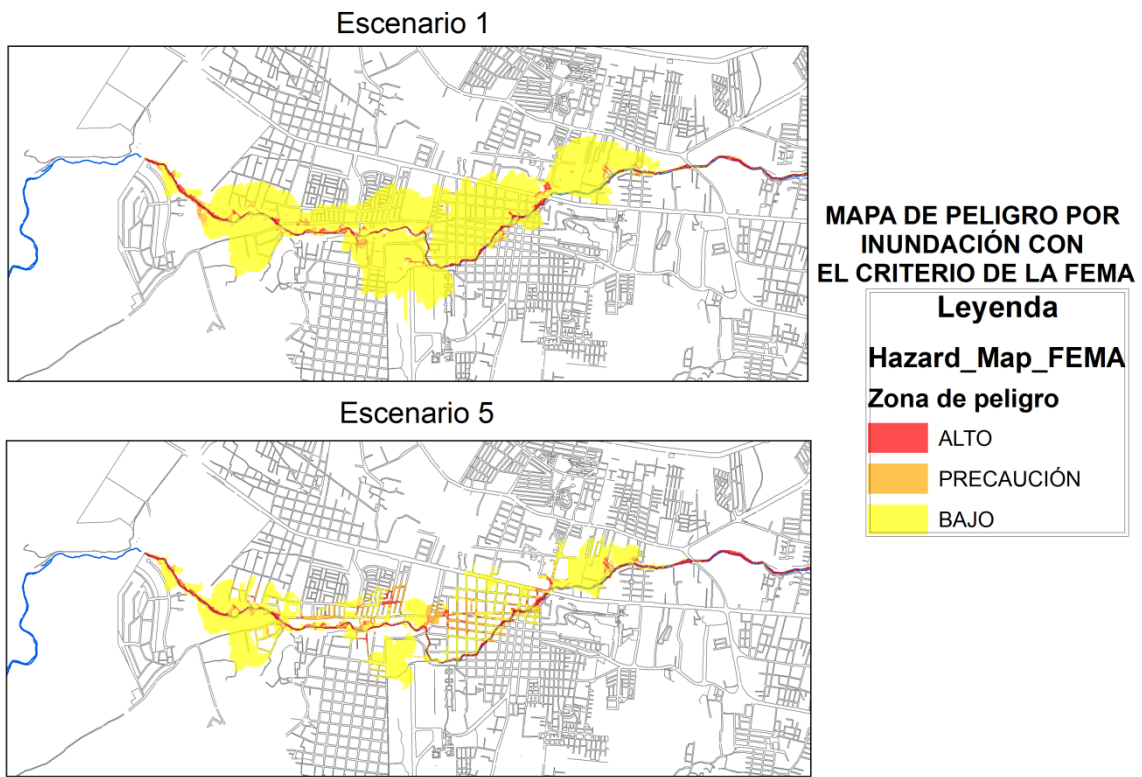 Escenario 1
MAPA DE PELIGRO POR
INUNDACIÓN CON
EL CRITERIO DE LA FEMA
Leyenda
Hazard_Map_FEMA
Zona de peligro
ALTO
PRECAUCIÓN
BAJO
Escenario 5